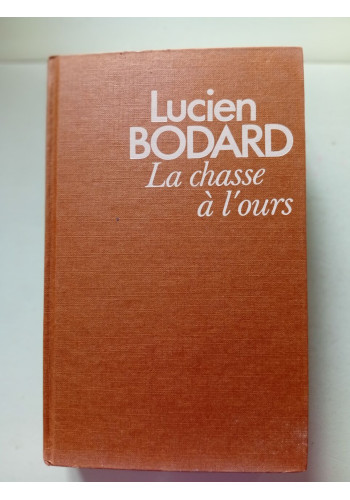 Lucien
BODARD
La chasse
à l'ours